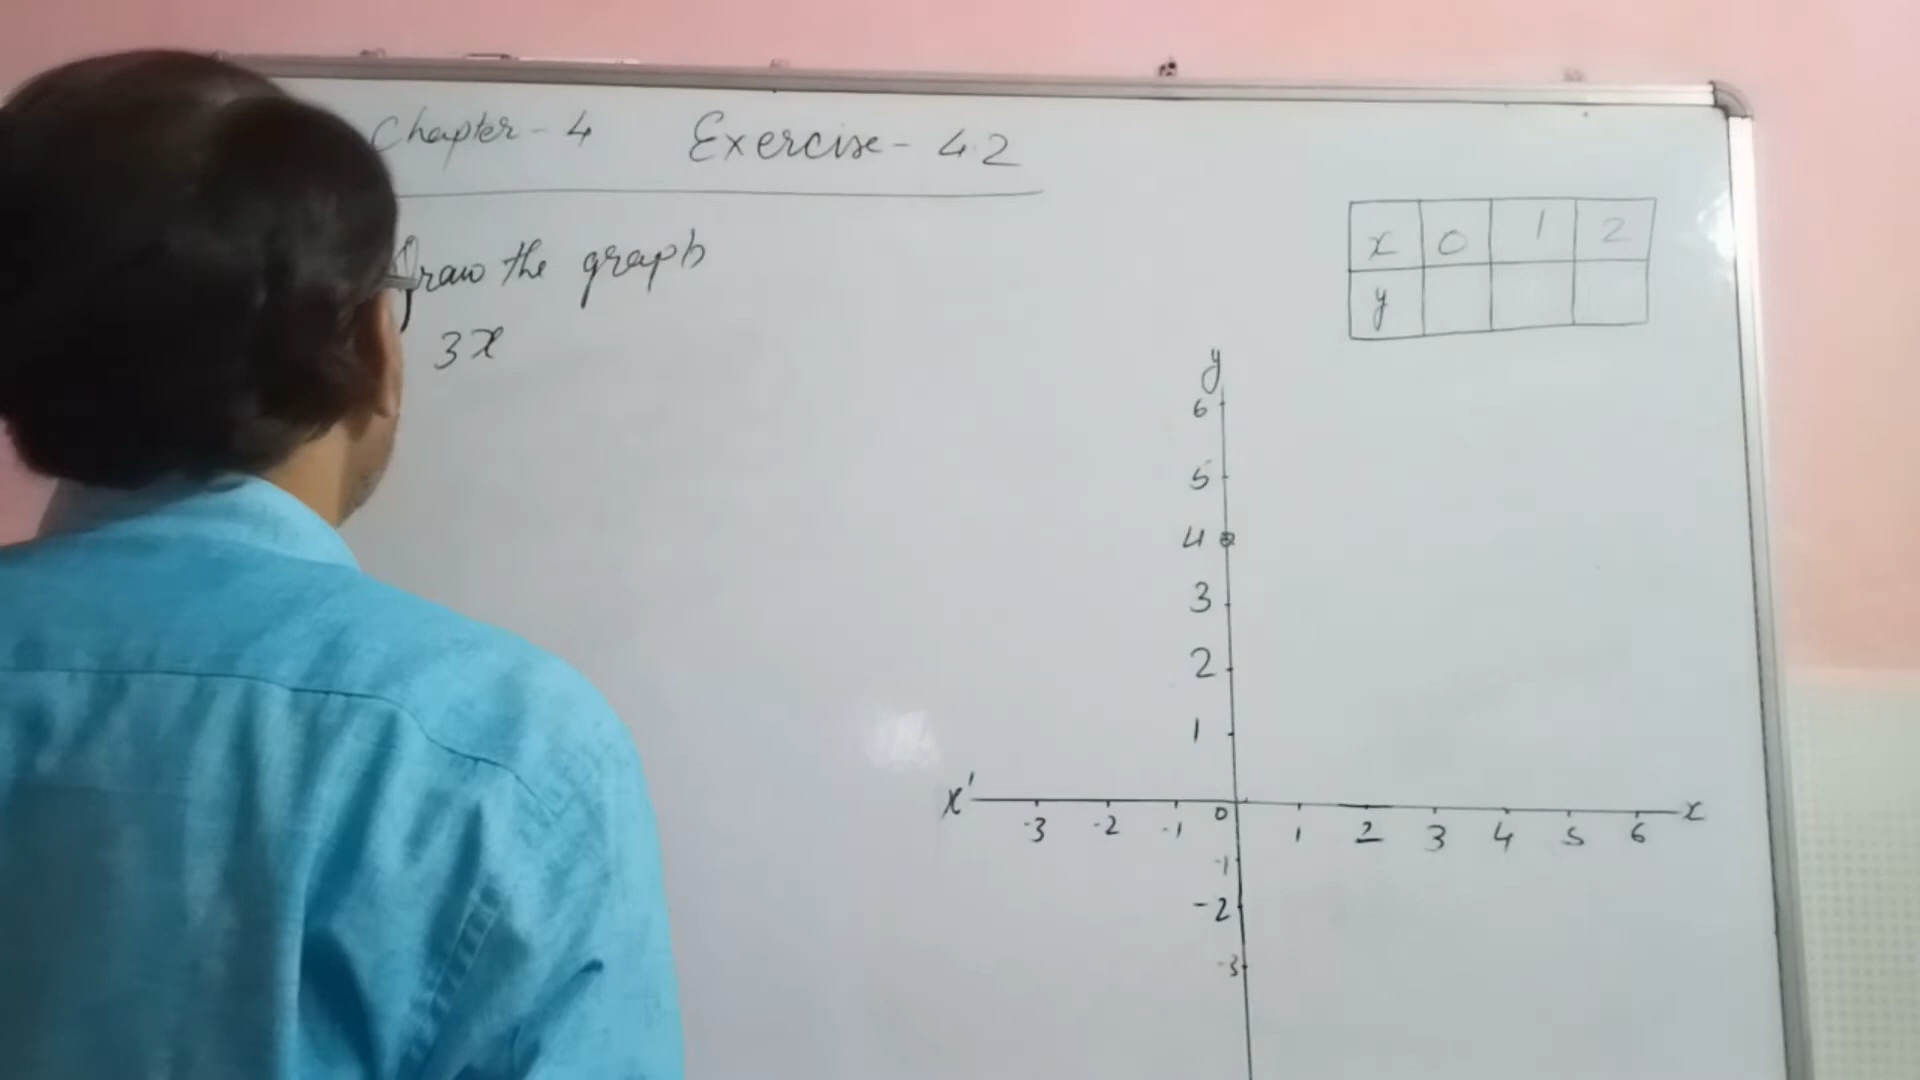 Chapter - 4 Exercise - 4.2
Draw the graph
3x
x 0 1 2
y
y
6
5
4
3
2
1
x' -3 -2 -1 0 1 2 3 4 5 6 x
-1
-2
-3